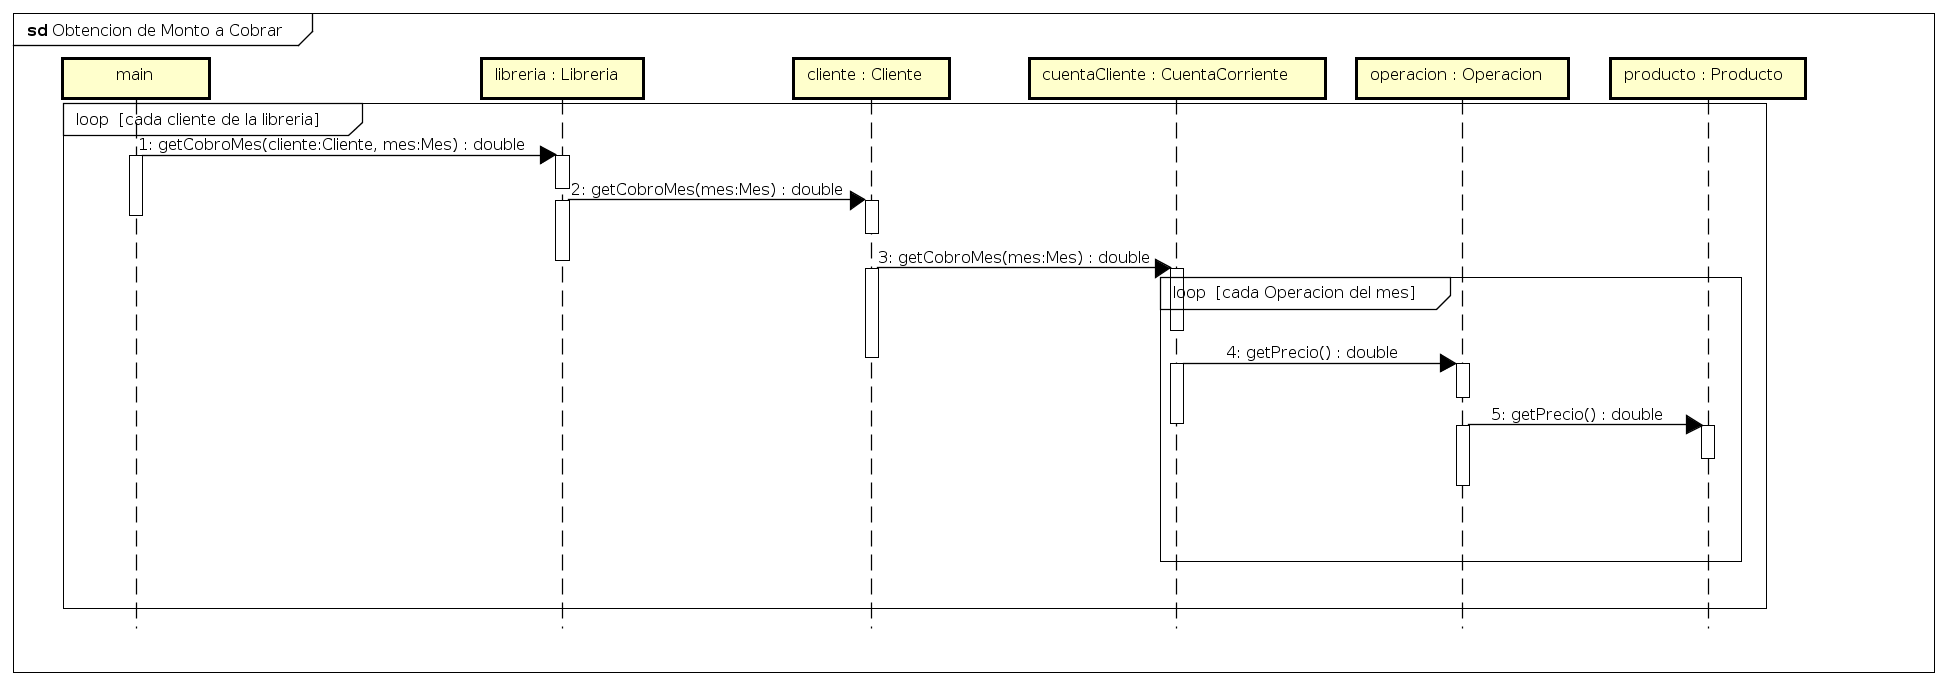 sd Obtencion de Monto a Cobrar
main
libreria : Libreria
cliente : Cliente
cuentaCliente : CuentaCorriente
operacion : Operacion
producto : Producto
loop [cada cliente de la libreria]
1: getCobroMes(cliente:Cliente, mes:Mes) : double
2: getCobroMes(mes:Mes) : double
3: getCobroMes(mes:Mes) : double
loop [cada Operacion del mes]
4: getPrecio() : double
5: getPrecio() : double